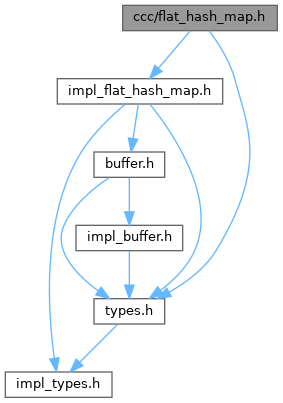 ccc/flat_hash_map.h
impl_flat_hash_map.h
buffer.h
impl_buffer.h
types.h
impl_types.h